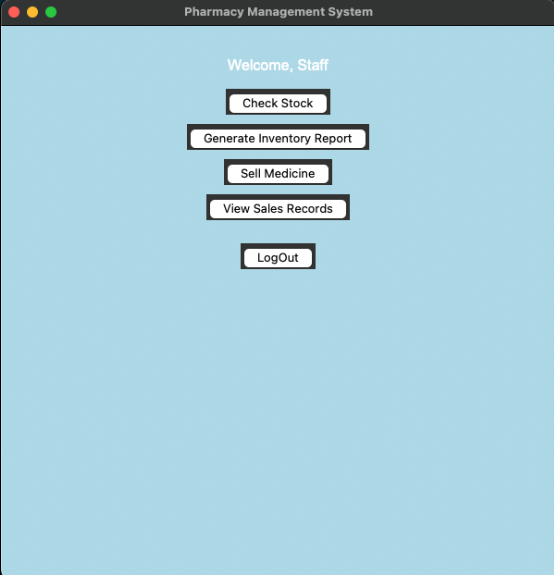 Pharmacy Management System
Welcome, Staff
Check Stock
Generate Inventory Report
Sell Medicine
View Sales Records
LogOut